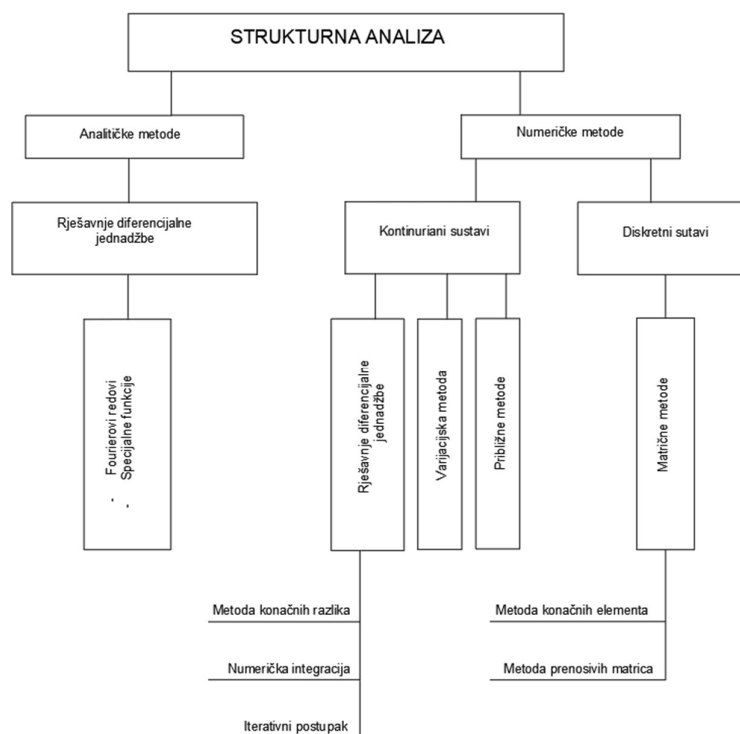 STRUKTURNA ANALIZA
Analitičke metode
Numeričke metode
Rješavnje diferencijalne
jednadžbe
Kontinuriani sustavi
Diskretni sutavi
- Fourierovi redovi
- Specijalne funkcije
Rješavnje diferencijalne
jednadžbe
Varijacijska metoda
Približne metode
Matrične metode
Metoda konačnih razlika
Numerička integracija
Iterativni postupak
Metoda konačnih elementa
Metoda prenosivih matrica